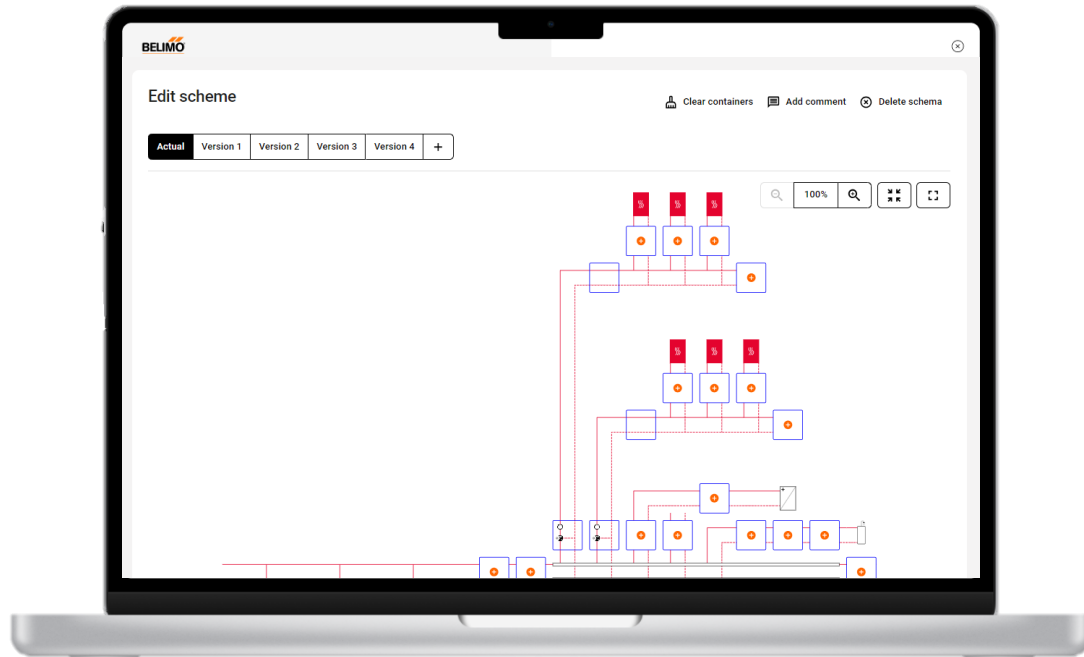 BELIMO
Edit scheme
Clear containers
Add comment
Delete schema
Actual
Version 1
Version 2
Version 3
Version 4
+
100%